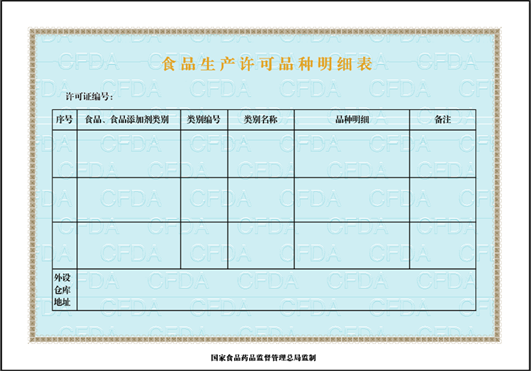 食品生产许可品种明细表
许可证编号：
序号 食品、食品添加剂类别 类别编号 类别名称 品种明细 备注
外设
仓库
地址
国家食品药品监督管理总局监制
CFDA